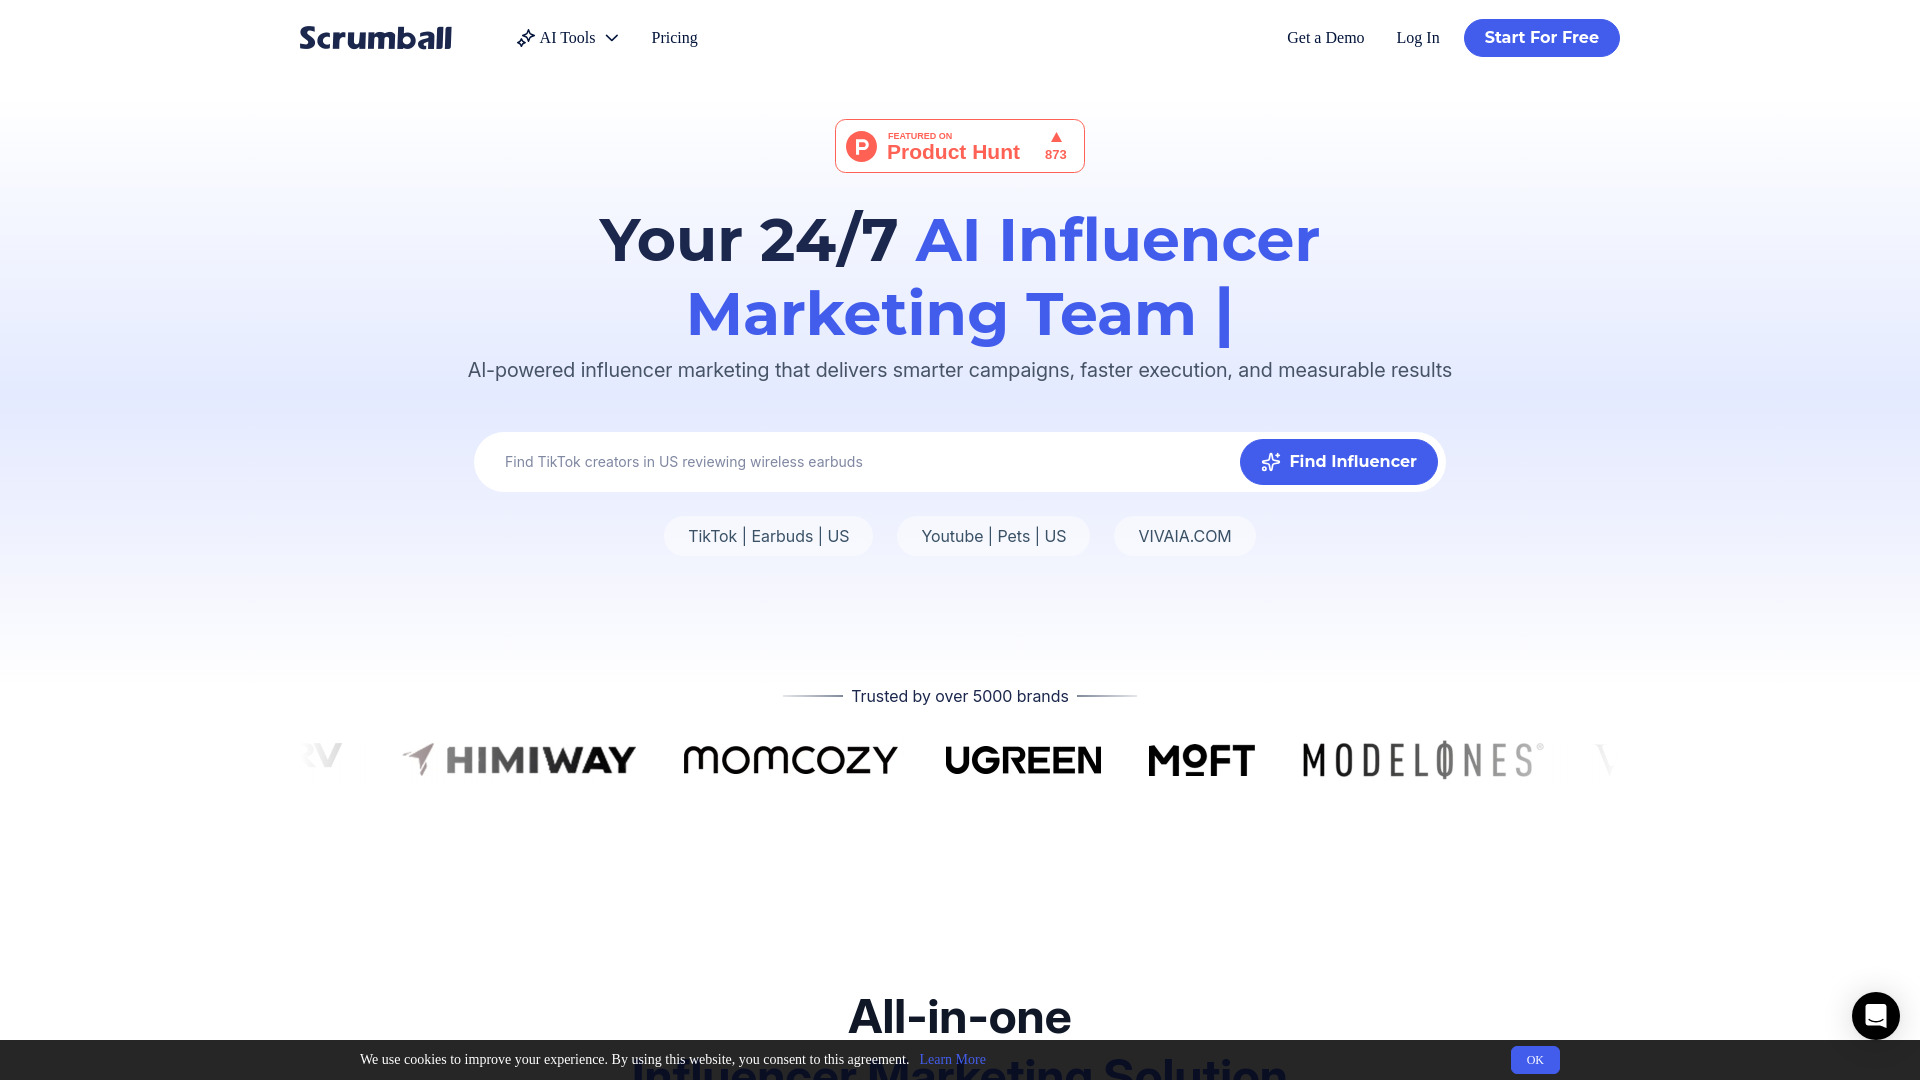 Scrumball
AI Tools
Pricing
Get a Demo
Log In
Start For Free
FEATURED ON
Product Hunt
873
Your 24/7 AI Influencer
Marketing Team |
AI-powered influencer marketing that delivers smarter campaigns, faster execution, and measurable results
Find TikTok creators in US reviewing wireless earbuds
Find Influencer
TikTok | Earbuds | US
Youtube | Pets | US
VIVAIA.COM
Trusted by over 5000 brands
HIMIWAY
momcozy
UGREEN
MOFT
MODELONES®
All-in-one
Influencer Marketing Solution
We use cookies to improve your experience. By using this website, you consent to this agreement. Learn More
OK